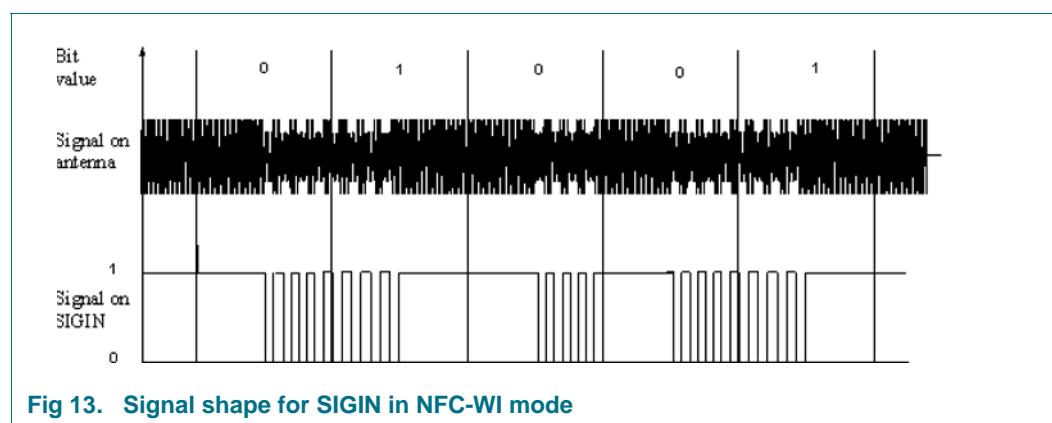 Bit
value
0 1 0 0 1
Signal on
antenna
1
Signal on
SIGIN
0
Fig 13. Signal shape for SIGIN in NFC-WI mode